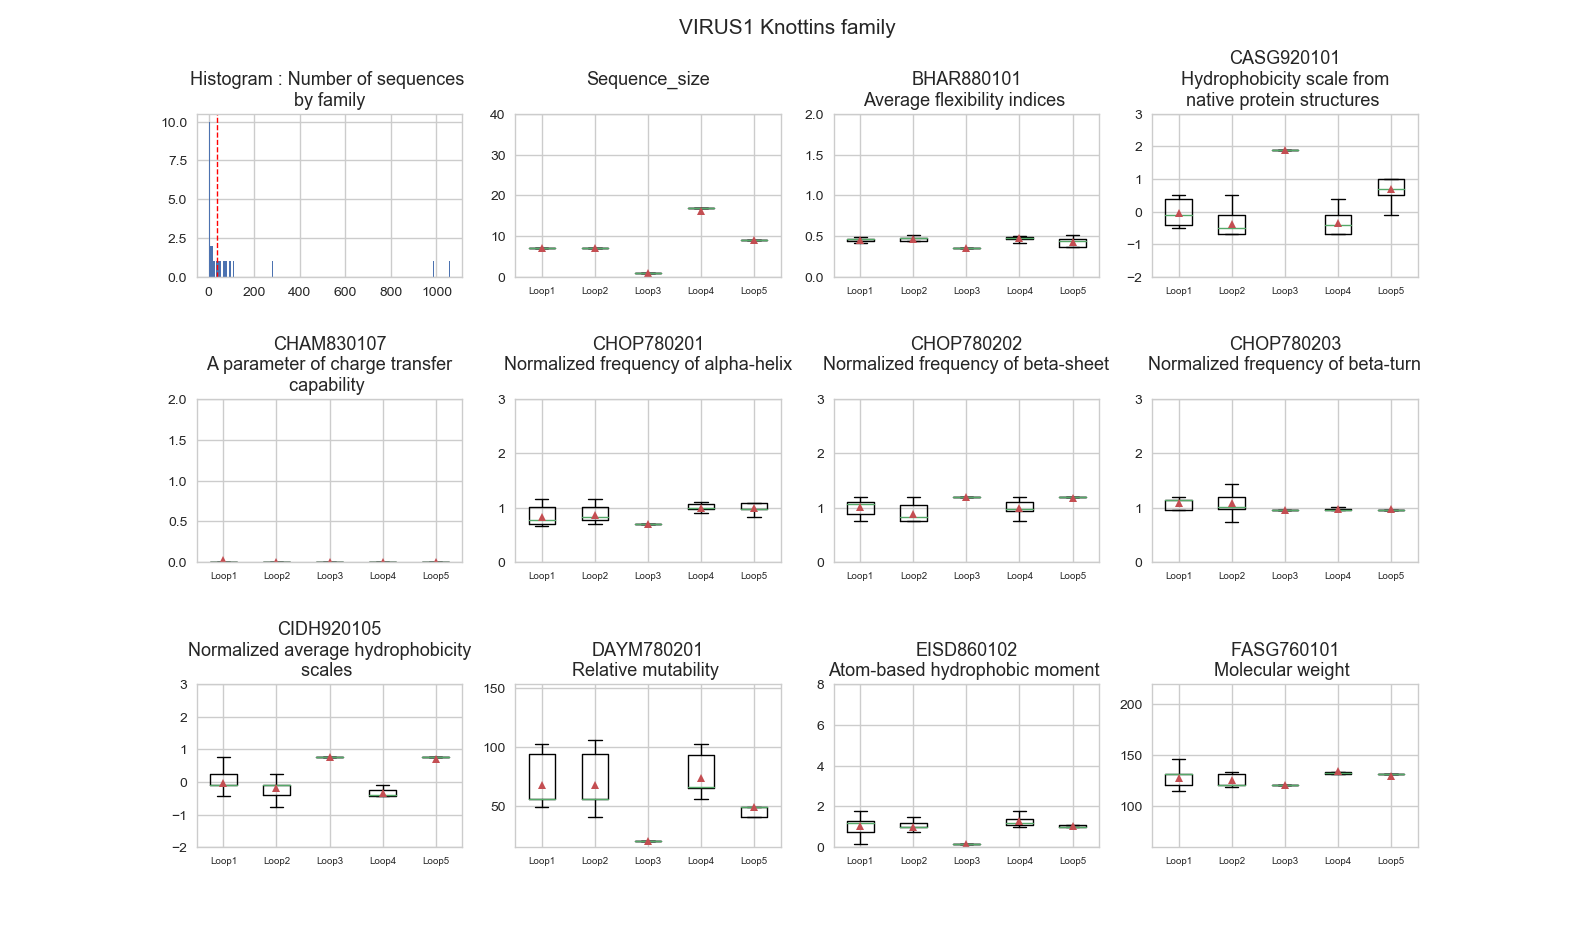 VIRUS1 Knottins family
Histogram : Number of sequences
by family
10.0
7.5
5.0
2.5
0.0
0 200 400 600 800 1000
Sequence_size
40
30
20
10
0
Loop1 Loop2 Loop3 Loop4 Loop5
BHAR880101
Average flexibility indices
2.0
1.5
1.0
0.5
0.0
Loop1 Loop2 Loop3 Loop4 Loop5
CASG920101
Hydrophobicity scale from
native protein structures
3
2
1
0
−1
−2
Loop1 Loop2 Loop3 Loop4 Loop5
CHAM830107
A parameter of charge transfer
capability
2.0
1.5
1.0
0.5
0.0
Loop1 Loop2 Loop3 Loop4 Loop5
CHOP780201
Normalized frequency of alpha-helix
3
2
1
0
Loop1 Loop2 Loop3 Loop4 Loop5
CHOP780202
Normalized frequency of beta-sheet
3
2
1
0
Loop1 Loop2 Loop3 Loop4 Loop5
CHOP780203
Normalized frequency of beta-turn
3
2
1
0
Loop1 Loop2 Loop3 Loop4 Loop5
CIDH920105
Normalized average hydrophobicity
scales
3
2
1
0
−1
−2
Loop1 Loop2 Loop3 Loop4 Loop5
DAYM780201
Relative mutability
150
100
50
Loop1 Loop2 Loop3 Loop4 Loop5
EISD860102
Atom-based hydrophobic moment
8
6
4
2
0
Loop1 Loop2 Loop3 Loop4 Loop5
FASG760101
Molecular weight
200
150
100
Loop1 Loop2 Loop3 Loop4 Loop5